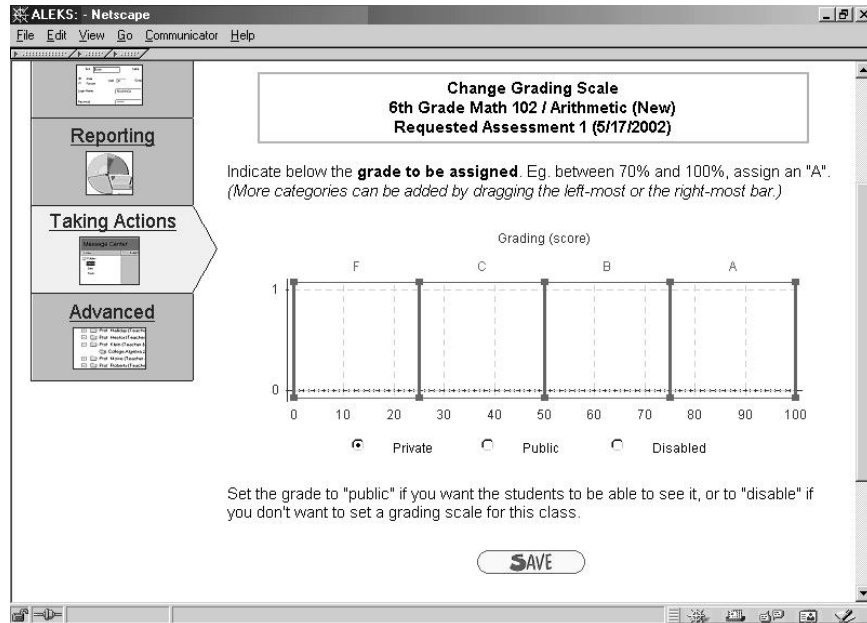 ALEKS: - Netscape
File Edit View Go Communicator Help
Reporting
Taking Actions
Message Center
Advanced
Change Grading Scale
6th Grade Math 102 / Arithmetic (New)
Requested Assessment 1 (5/17/2002)
Indicate below the grade to be assigned. Eg. between 70% and 100%, assign an "A".
(More categories can be added by dragging the left-most or the right-most bar.)
Grading (score)
F C B A
1
0
0 10 20 30 40 50 60 70 80 90 100
Private Public Disabled
Set the grade to "public" if you want the students to be able to see it, or to "disable" if
you don't want to set a grading scale for this class.
SAVE